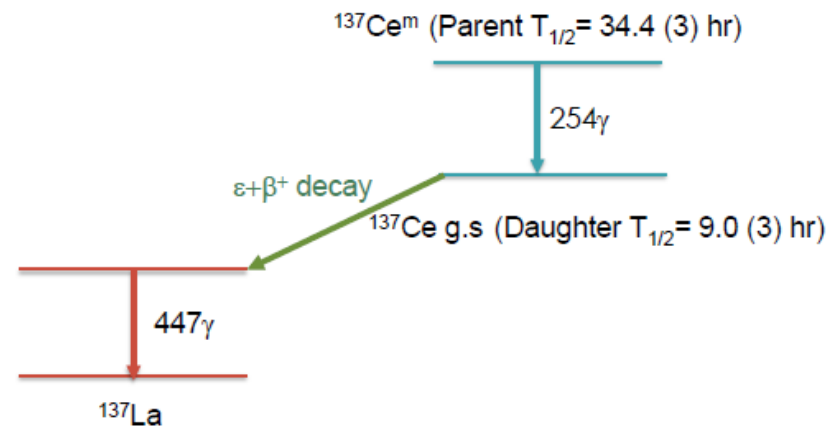 ¹³⁷Ceᵐ (Parent T₁/₂= 34.4 (3) hr)
254γ
ε+β⁺ decay
¹³⁷Ce g.s (Daughter T₁/₂= 9.0 (3) hr)
447γ
¹³⁷La